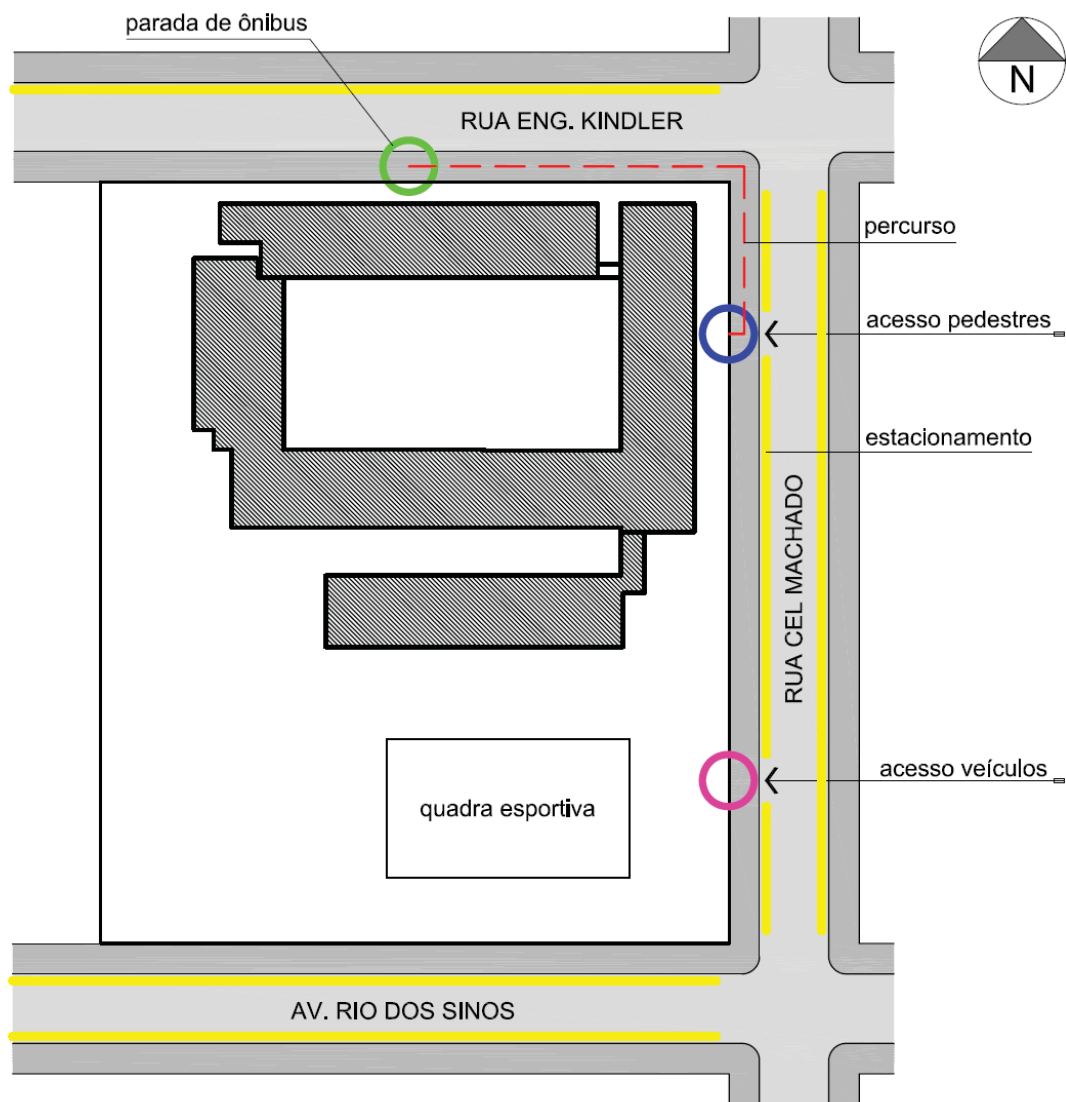 parada de ônibus
N
RUA ENG. KINDLER
percurso
acesso pedestres
estacionamento
RUA CEL MACHADO
acesso veículos
quadra esportiva
AV. RIO DOS SINOS